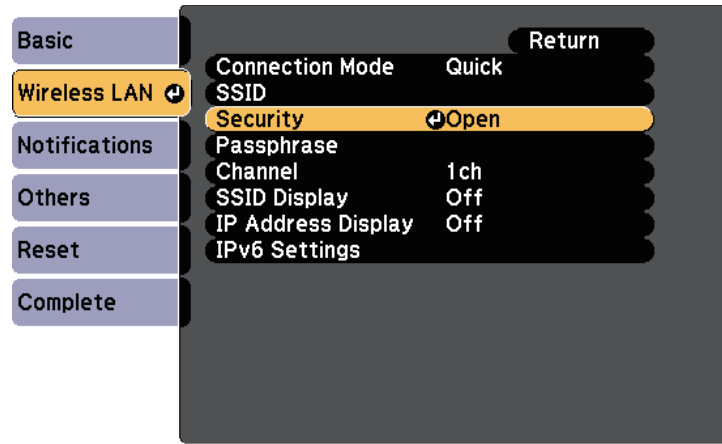 Basic
Wireless LAN
Notifications
Others
Reset
Complete
Return
Connection Mode Quick
SSID
Security Open
Passphrase
Channel 1ch
SSID Display Off
IP Address Display Off
IPv6 Settings